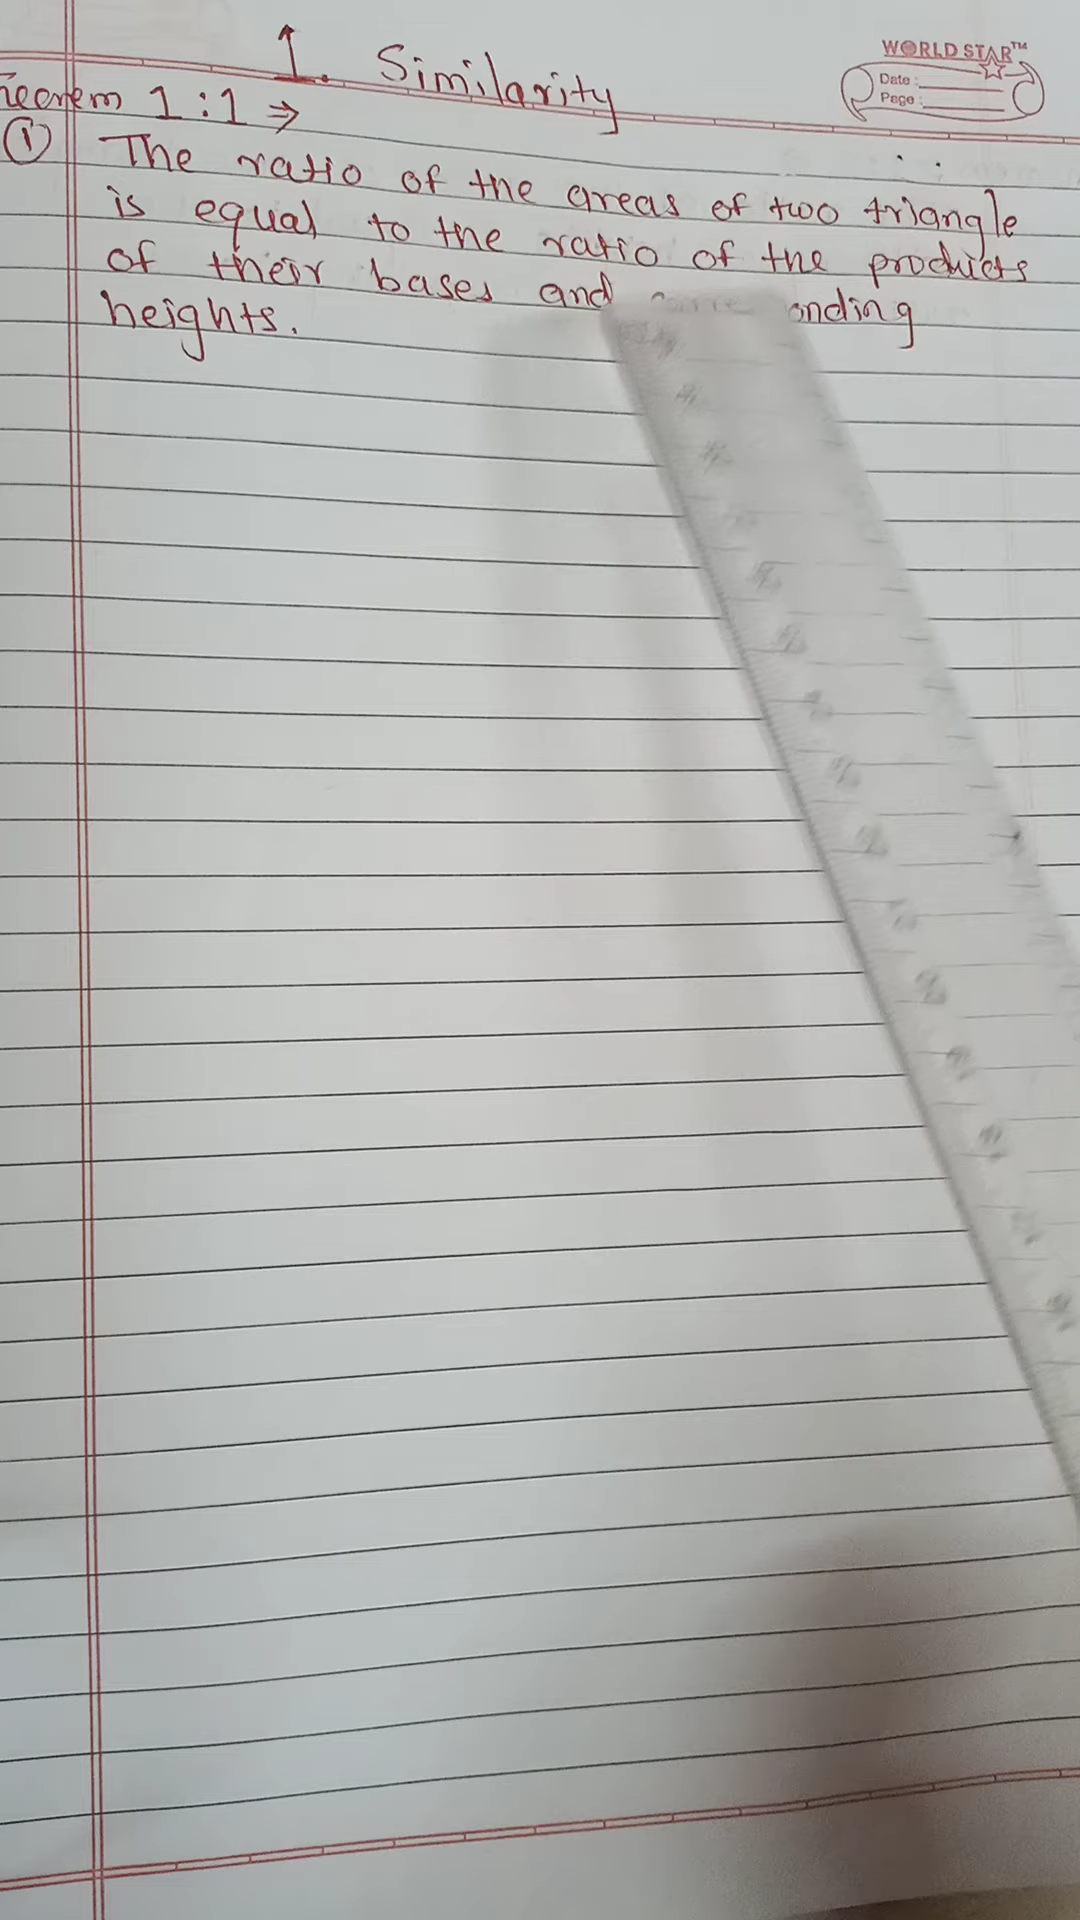 1. Similarity
WORLD STAR™
Date :
Page :
heorem 1:1 ⇒
① The ratio of the areas of two triangle
is equal to the ratio of the products
of their bases and onding
heights.